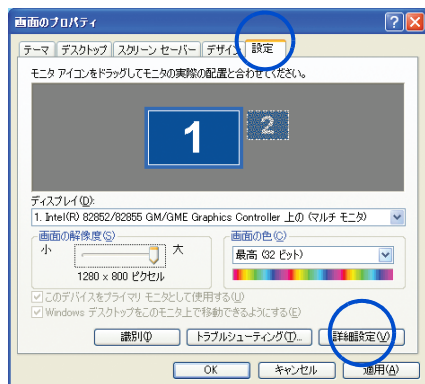 画面のプロパティ
テーマ デスクトップ スクリーン セーバー デザイン 設定
モニタ アイコンをドラッグしてモニタの実際の配置と合わせてください。
1 2
ディスプレイ(D):
1. Intel(R) 82852/82855 GM/GME Graphics Controller 上の (マルチ モニタ)
画面の解像度(S) 画面の色(C)
小 大 最高 (32 ビット)
1280 × 800 ピクセル
このデバイスをプライマリ モニタとして使用する(U)
Windows デスクトップをこのモニタ上で移動できるようにする(E)
識別(I) トラブルシューティング(T)... 詳細設定(V)
OK キャンセル 適用(A)